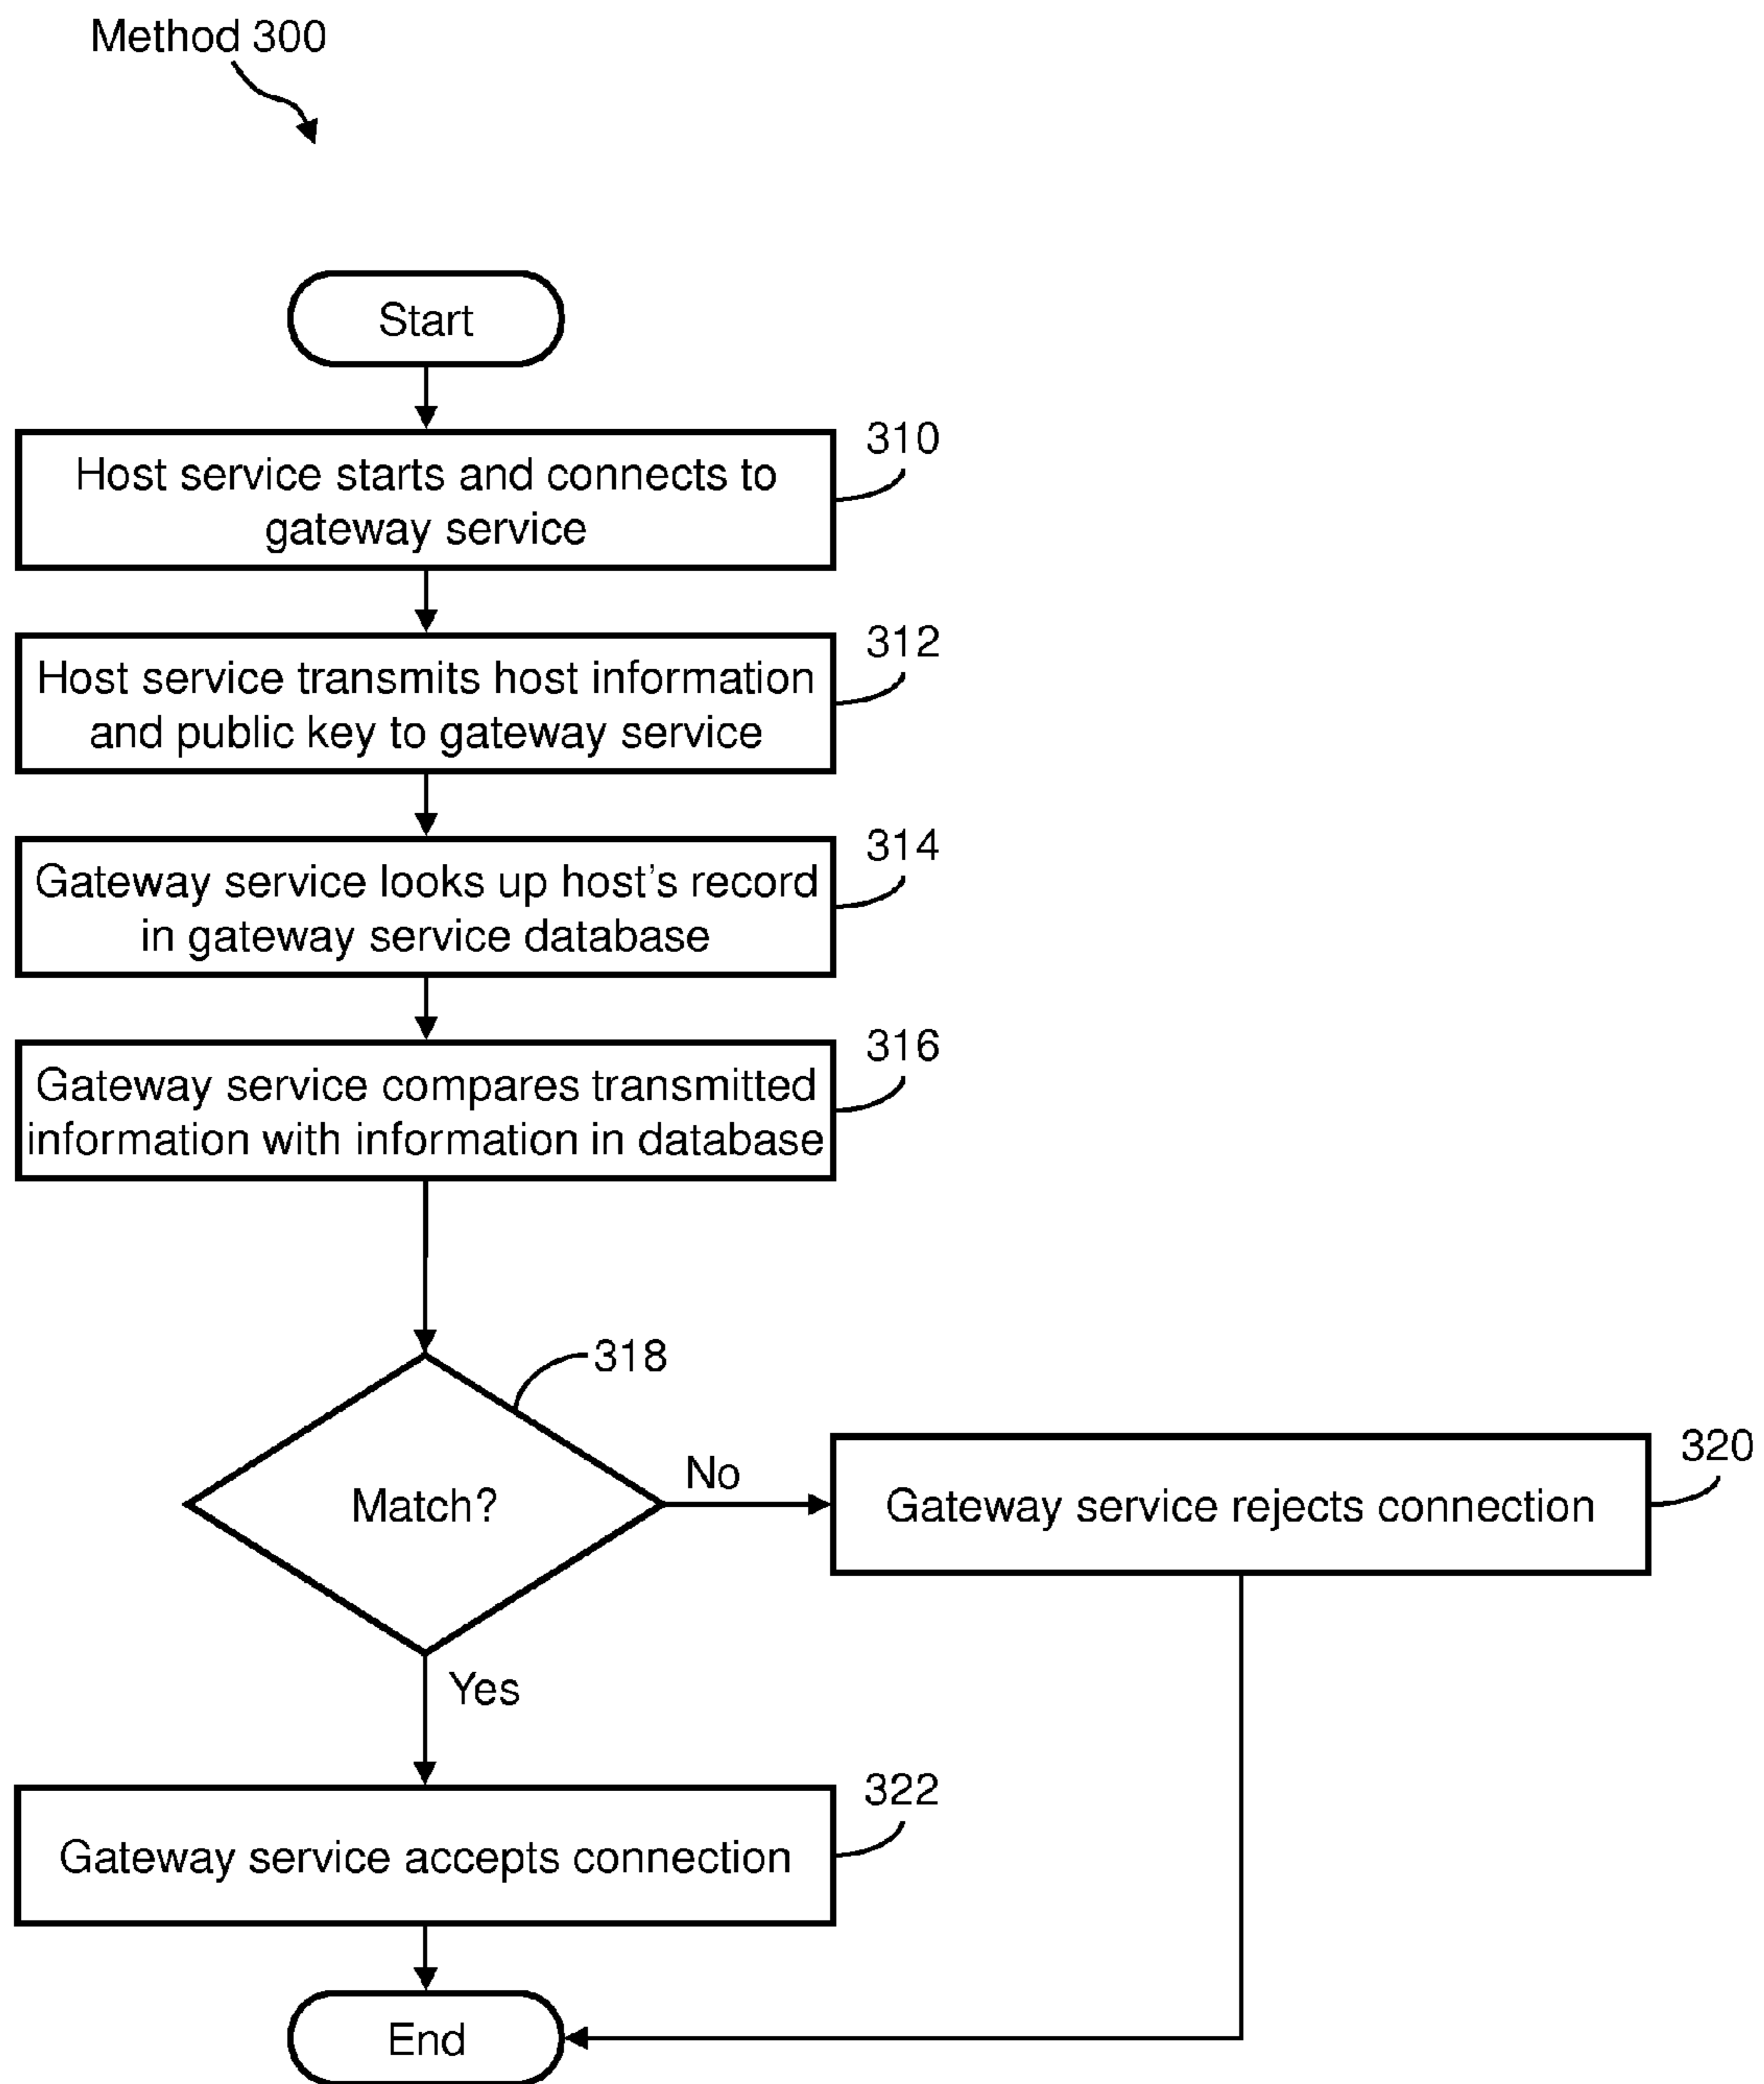 Method 300
Start
310
Host service starts and connects to
gateway service
312
Host service transmits host information
and public key to gateway service
314
Gateway service looks up host's record
in gateway service database
316
Gateway service compares transmitted
information with information in database
318
Match?
No
320
Gateway service rejects connection
Yes
322
Gateway service accepts connection
End